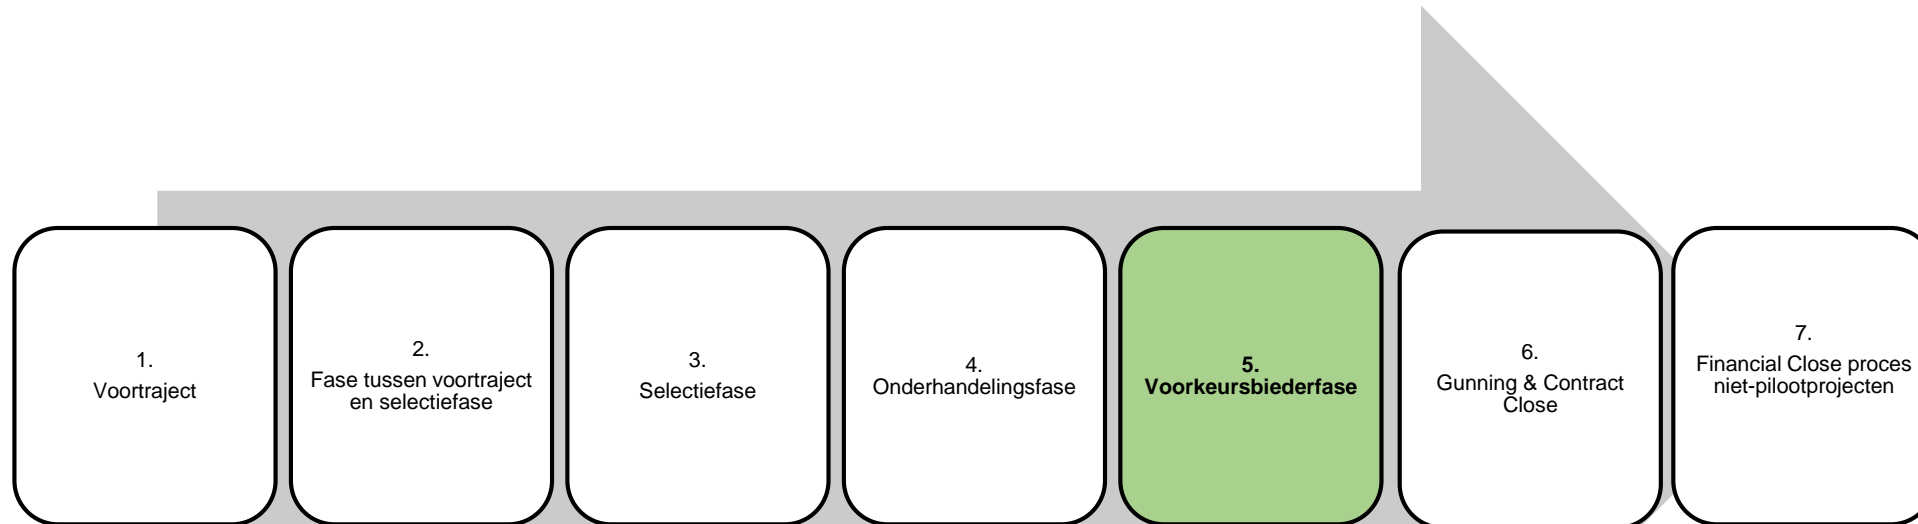 1.
Voortraject
2.
Fase tussen voortraject
en selectiefase
3.
Selectiefase
4.
Onderhandelingsfase
5.
Voorkeursbiederfase
6.
Gunning & Contract
Close
7.
Financial Close proces
niet-pilootprojecten